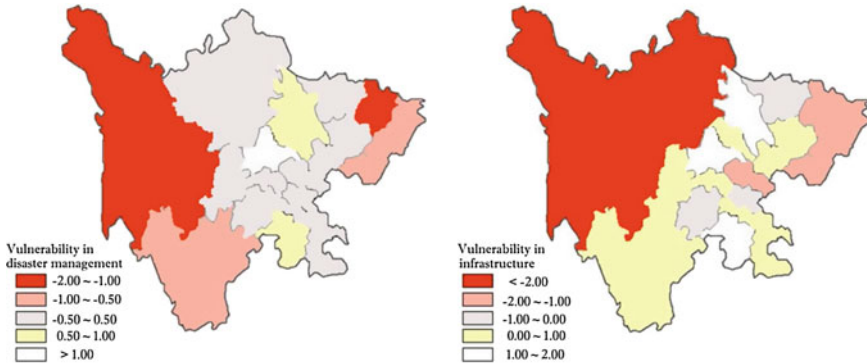 Vulnerability in
disaster management
-2.00 ~ -1.00
-1.00 ~ -0.50
-0.50 ~ 0.50
0.50 ~ 1.00
> 1.00
Vulnerability in
infrastructure
< -2.00
-2.00 ~ -1.00
-1.00 ~ 0.00
0.00 ~ 1.00
1.00 ~ 2.00